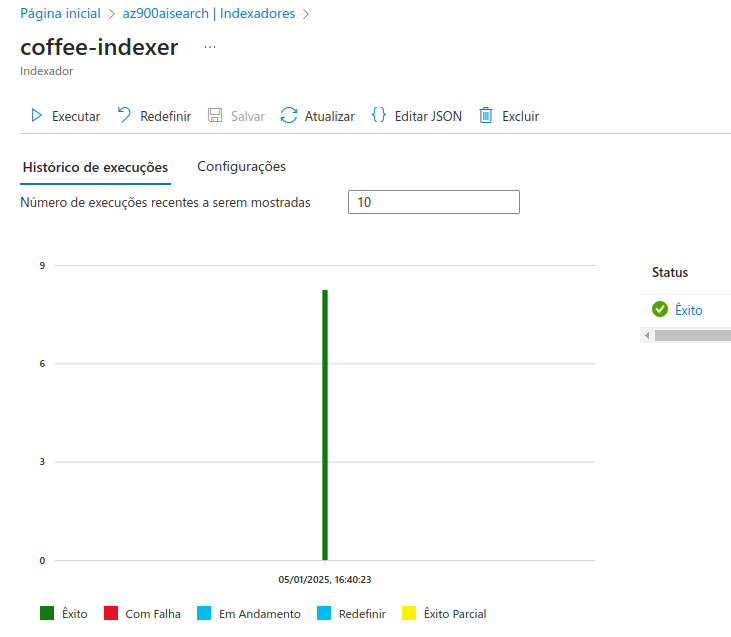 Página inicial > az900aisearch | Indexadores >
coffee-indexer ...
Indexador
Executar Redefinir Salvar Atualizar Editar JSON Excluir
Histórico de execuções Configurações
Número de execuções recentes a serem mostradas 10
9
Status
Êxito
6
3
0
05/01/2025, 16:40:23
Êxito Com Falha Em Andamento Redefinir Êxito Parcial